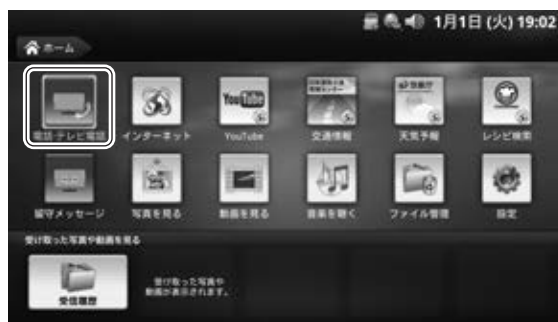 1月1日 (火) 19:02
ホーム
電話・テレビ電話
インターネット
YouTube
YouTube
交通情報
気象庁
天気予報
レシピ検索
留守メッセージ
写真を見る
動画を見る
音楽を聴く
ファイル管理
設定
受け取った写真や動画を見る
受信履歴
受け取った写真や
動画が表示されます。